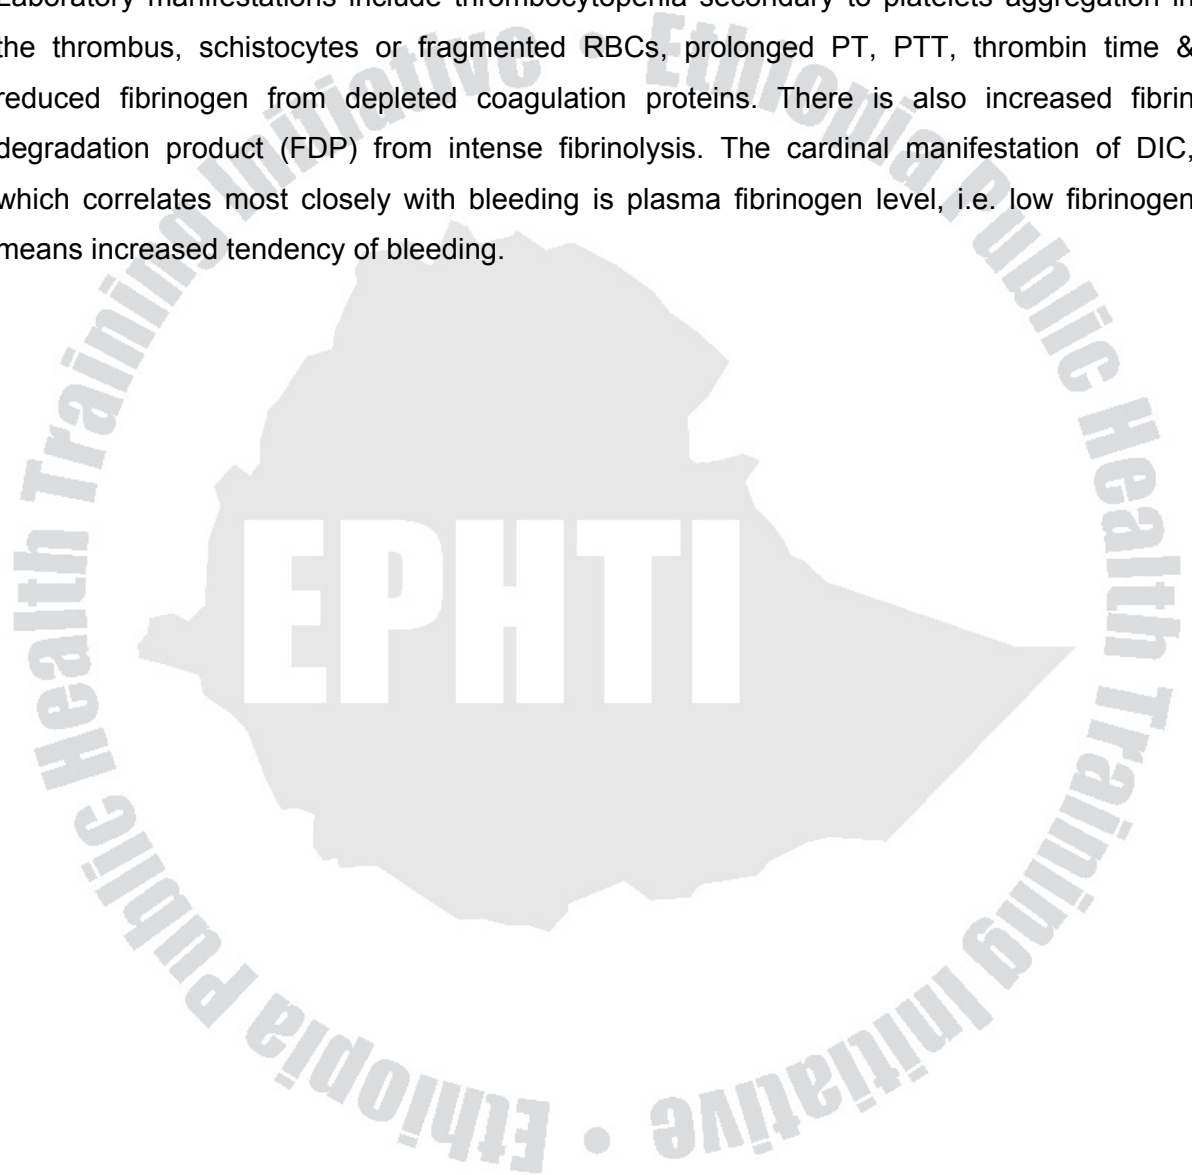 Laboratory manifestations include thrombocytopenia secondary to platelets aggregation in
the thrombus, schistocytes or fragmented RBCs, prolonged PT, PTT, thrombin time &
reduced fibrinogen from depleted coagulation proteins. There is also increased fibrin
degradation product (FDP) from intense fibrinolysis. The cardinal manifestation of DIC,
which correlates most closely with bleeding is plasma fibrinogen level, i.e. low fibrinogen
means increased tendency of bleeding.
EPHTI
Ethiopia Public Health Training Initiative •
Ethiopia Public Health Training Initiative •